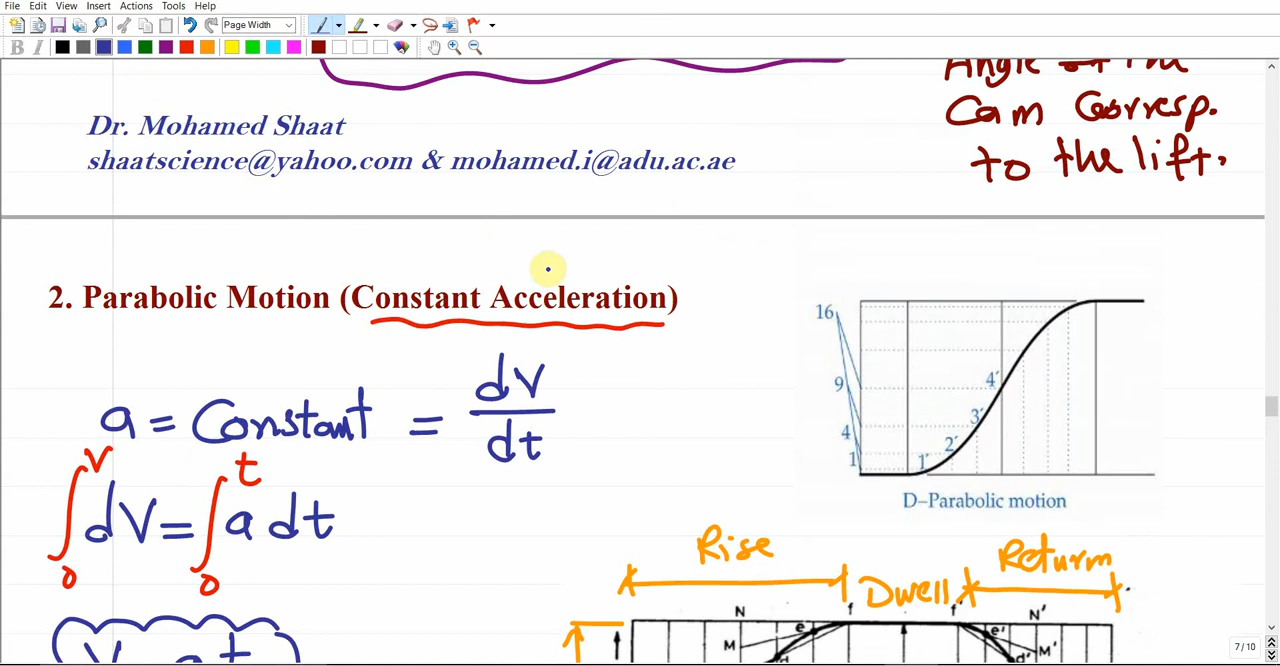 File Edit View Insert Actions Tools Help
Page Width
B I
Angle of the
Cam Corresp.
to the lift.
Dr. Mohamed Shaat
shaatscience@yahoo.com & mohamed.i@adu.ac.ae
2. Parabolic Motion (Constant Acceleration)
a = Constant = dV/dt
∫₀ⱽ dV = ∫₀ᵗ a dt
16
9
4
1
1' 2' 3' 4'
D–Parabolic motion
Rise
Dwell
Return
N f f' N'
M e e' M'
d d'
7 / 10